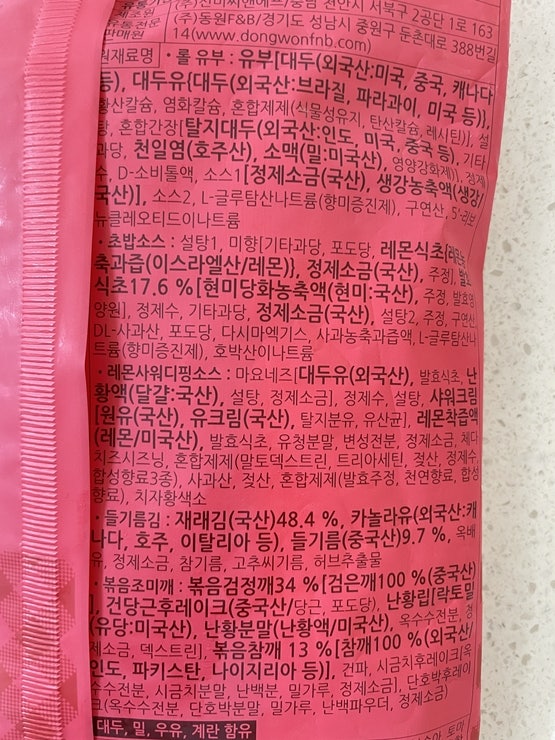 (주)동원F&B/경기도 성남시 중원구 둔촌대로 388번길
14(www.dongwonfnb.com)
원재료명 • 롤 유부 : 유부[대두(외국산:미국, 중국, 캐나다
등), 대두유{대두(외국산:브라질, 파라과이, 미국 등)},
황산칼슘, 염화칼슘, 혼합제제(식물성유지, 탄산칼슘, 레시틴)], 설
탕, 혼합간장[탈지대두(외국산:인도, 미국, 중국 등), 기타
과당, 천일염(호주산), 소맥(밀:미국산), 영양강화제], 정제
수, D-소비톨액, 소스1[정제소금(국산), 생강농축액(생강/
국산)], 소스2, L-글루탐산나트륨(향미증진제), 구연산, 5'-리보
뉴클레오티드이나트륨
• 초밥소스 : 설탕1, 미향[기타과당, 포도당, 레몬식초{레몬농
축과즙(이스라엘산/레몬)}, 정제소금(국산), 주정], 발효
식초17.6 %[현미당화농축액(현미:국산), 주정, 발효영
양원], 정제수, 기타과당, 정제소금(국산), 설탕2, 주정, 구연산,
DL-사과산, 포도당, 다시마엑기스, 사과농축과즙액, L-글루탐산나
트륨(향미증진제), 호박산이나트륨
• 레몬사워디핑소스 : 마요네즈[대두유(외국산), 발효식초, 난
황액(달걀:국산), 설탕, 정제소금], 정제수, 설탕, 사워크림
[원유(국산), 유크림(국산), 탈지분유, 유산균], 레몬착즙액
(레몬/미국산), 발효식초, 유청분말, 변성전분, 정제소금, 체다
치즈시즈닝, 혼합제제(말토덱스트린, 트리아세틴, 젖산, 정제수,
합성향료3종), 사과산, 젖산, 혼합제제(발효주정, 천연향료, 합성
향료), 치자황색소
• 들기름김 : 재래김(국산)48.4 %, 카놀라유(외국산:캐
나다, 호주, 이탈리아 등), 들기름(중국산)9.7 %, 옥배
유, 정제소금, 참기름, 고추씨기름, 허브추출물
• 볶음조미깨 : 볶음검정깨34 %[검은깨100 %(중국산)
], 건당근후레이크(중국산/당근, 포도당), 난황립[락토밀
(유당:미국산), 난황분말(난황액/미국산), 옥수수전분, 정
제소금, 덱스트린], 볶음참깨 13 %[참깨100 %(외국산/
인도, 파키스탄, 나이지리아 등)], 건파, 시금치후레이크(옥
수수전분, 시금치분말, 난백분, 밀가루, 정제소금), 단호박후레이
크(옥수수전분, 단호박분말, 밀가루, 난백파우더, 정제소금)
대두, 밀, 우유, 계란 함유